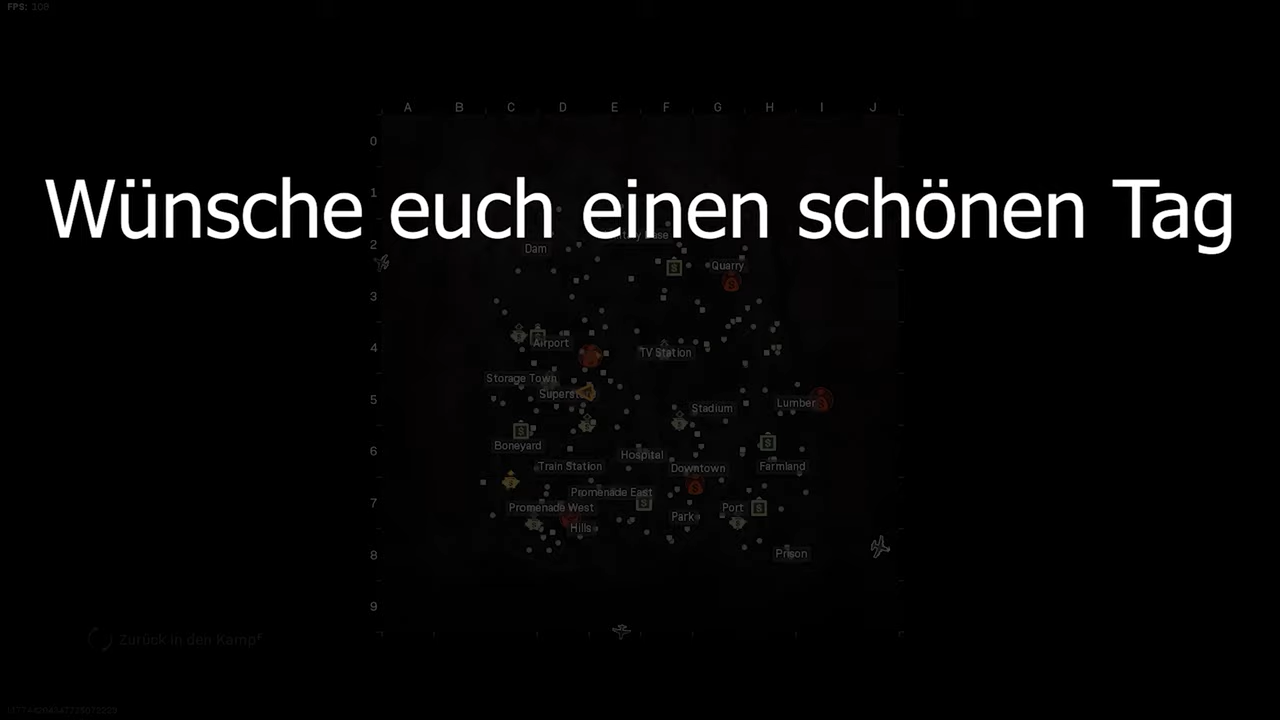 FPS: 108
A B C D E F G H I J
0
1
Wünsche euch einen schönen Tag
2
Dam
Quarry
3
Airport
4
TV Station
Storage Town
Superstore
5
Lumber
Stadium
Boneyard
6
Hospital
Train Station
Downtown
Farmland
Promenade East
7
Promenade West
Port
Park
Hills
8
Prison
9
Zurück in den Kampf